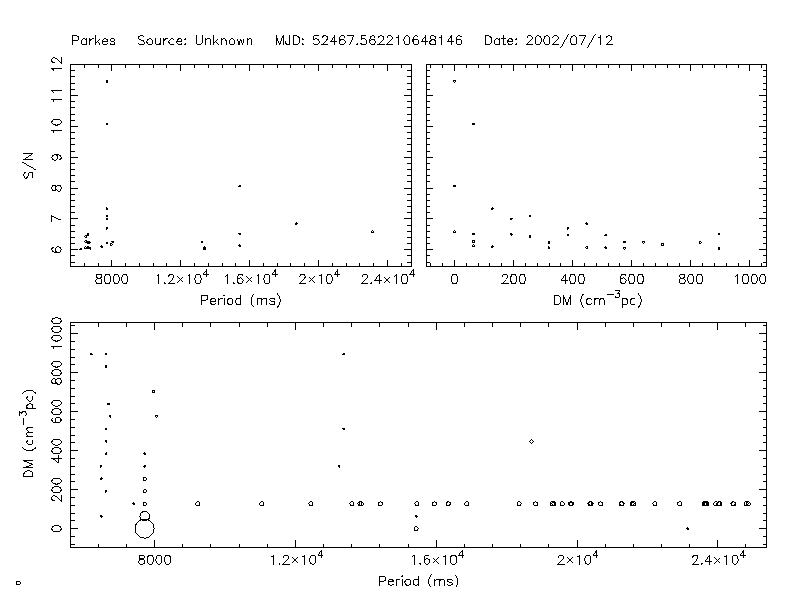 Parkes Source: Unknown MJD: 52467.562210648146 Date: 2002/07/12
12
11
10
9
8
7
6
S/N
8000 1.2×10⁴ 1.6×10⁴ 2×10⁴ 2.4×10⁴
Period (ms)
0 200 400 600 800 1000
DM (cm⁻³pc)
1000
800
600
400
200
0
DM (cm⁻³pc)
8000 1.2×10⁴ 1.6×10⁴ 2×10⁴ 2.4×10⁴
Period (ms)